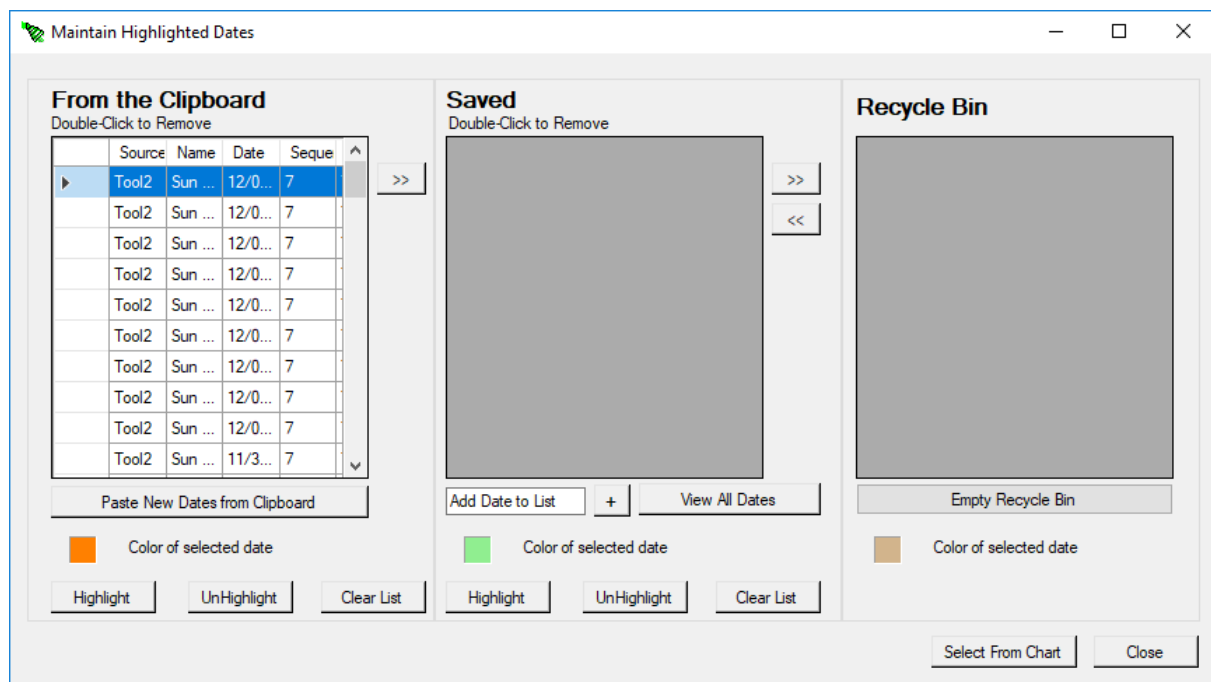 Maintain Highlighted Dates
From the Clipboard
Double-Click to Remove
Source Name Date Seque
Tool2 Sun ... 12/0... 7
Tool2 Sun ... 12/0... 7
Tool2 Sun ... 12/0... 7
Tool2 Sun ... 12/0... 7
Tool2 Sun ... 12/0... 7
Tool2 Sun ... 12/0... 7
Tool2 Sun ... 12/0... 7
Tool2 Sun ... 12/0... 7
Tool2 Sun ... 12/0... 7
Tool2 Sun ... 11/3... 7
>>
Paste New Dates from Clipboard
Color of selected date
Highlight UnHighlight Clear List
Saved
Double-Click to Remove
>>
<<
Add Date to List + View All Dates
Color of selected date
Highlight UnHighlight Clear List
Recycle Bin
Empty Recycle Bin
Color of selected date
Select From Chart Close